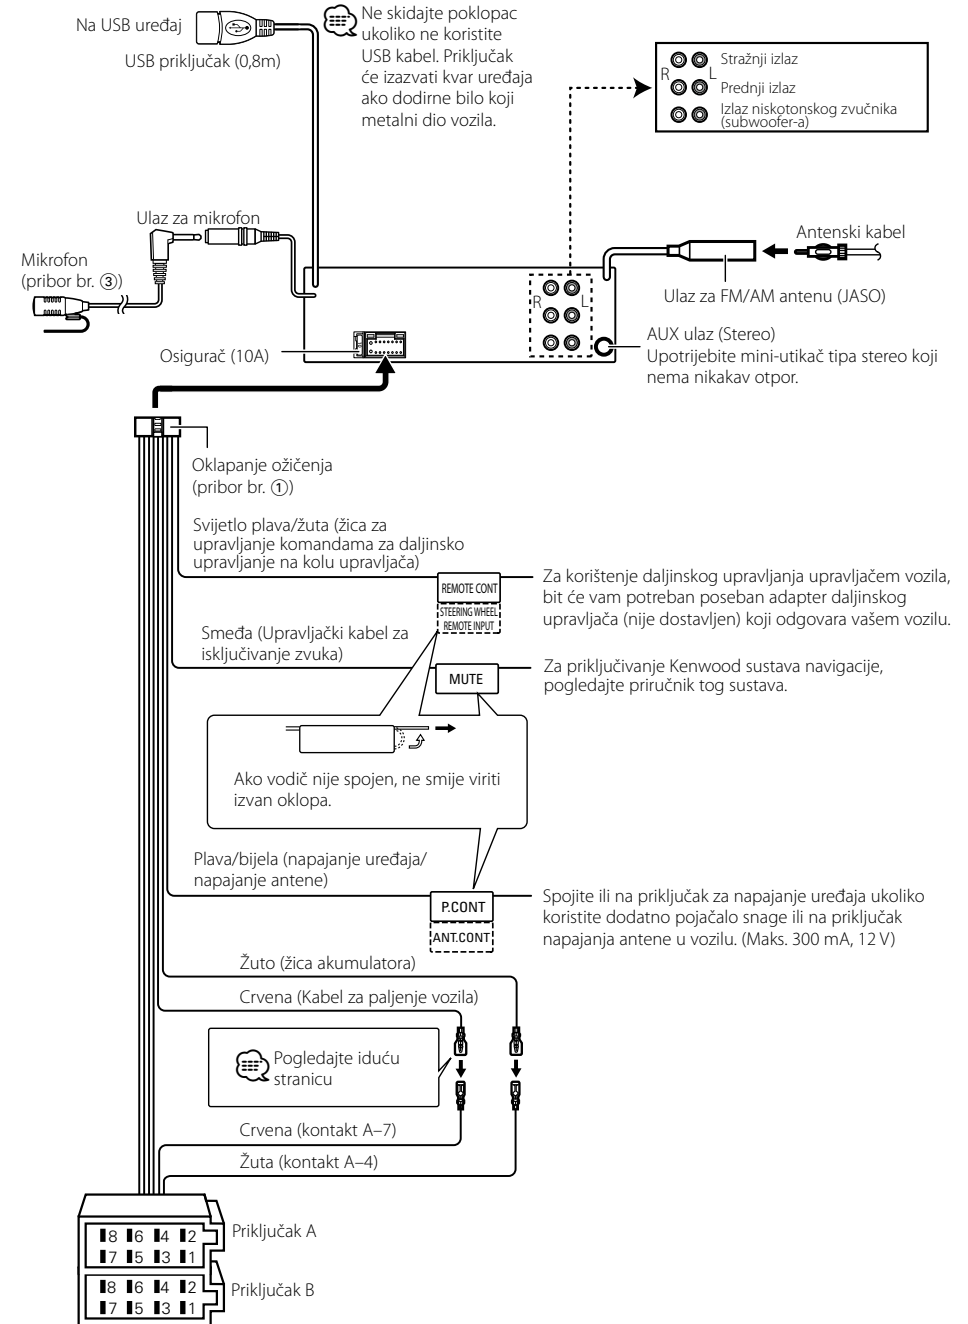 Na USB uređaj
USB priključak (0,8m)
Ne skidajte poklopac
ukoliko ne koristite
USB kabel. Priključak
će izazvati kvar uređaja
ako dodirne bilo koji
metalni dio vozila.
R
L
Stražnji izlaz
Prednji izlaz
Izlaz niskotonskog zvučnika
(subwoofer-a)
Ulaz za mikrofon
Mikrofon
(pribor br. ③)
Antenski kabel
Ulaz za FM/AM antenu (JASO)
R
L
AUX ulaz (Stereo)
Upotrijebite mini-utikač tipa stereo koji
nema nikakav otpor.
Osigurač (10A)
Oklapanje ožičenja
(pribor br. ①)
Svijetlo plava/žuta (žica za
upravljanje komandama za daljinsko
upravljanje na kolu upravljača)
REMOTE CONT
STEERING WHEEL
REMOTE INPUT
Za korištenje daljinskog upravljanja upravljačem vozila,
bit će vam potreban poseban adapter daljinskog
upravljača (nije dostavljen) koji odgovara vašem vozilu.
Smeđa (Upravljački kabel za
isključivanje zvuka)
MUTE
Za priključivanje Kenwood sustava navigacije,
pogledajte priručnik tog sustava.
Ako vodič nije spojen, ne smije viriti
izvan oklopa.
Plava/bijela (napajanje uređaja/
napajanje antene)
P.CONT
ANT.CONT
Spojite ili na priključak za napajanje uređaja ukoliko
koristite dodatno pojačalo snage ili na priključak
napajanja antene u vozilu. (Maks. 300 mA, 12 V)
Žuto (žica akumulatora)
Crvena (Kabel za paljenje vozila)
Pogledajte iduću
stranicu
Crvena (kontakt A–7)
Žuta (kontakt A–4)
8 6 4 2
7 5 3 1
Priključak A
8 6 4 2
7 5 3 1
Priključak B